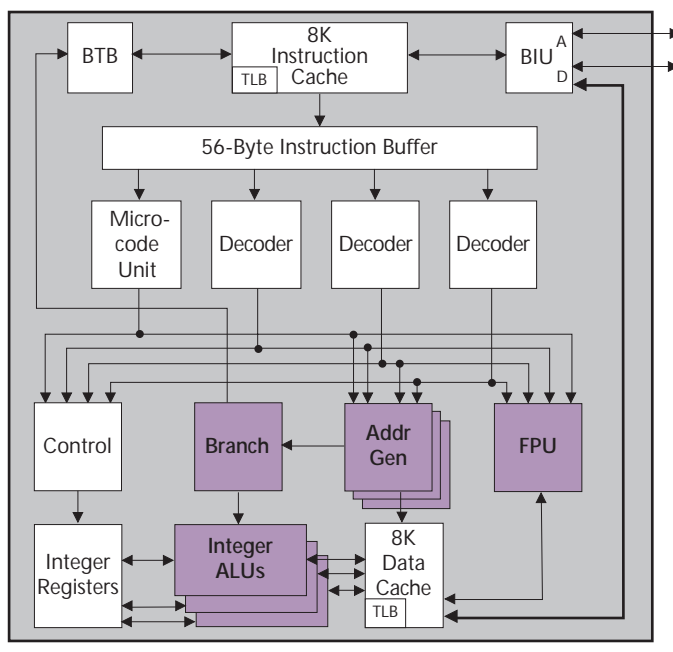 BTB
8K
Instruction
Cache
TLB
BIU
A
D
56-Byte Instruction Buffer
Micro-
code
Unit
Decoder
Decoder
Decoder
Control
Branch
Addr
Gen
FPU
Integer
Registers
Integer
ALUs
8K
Data
Cache
TLB